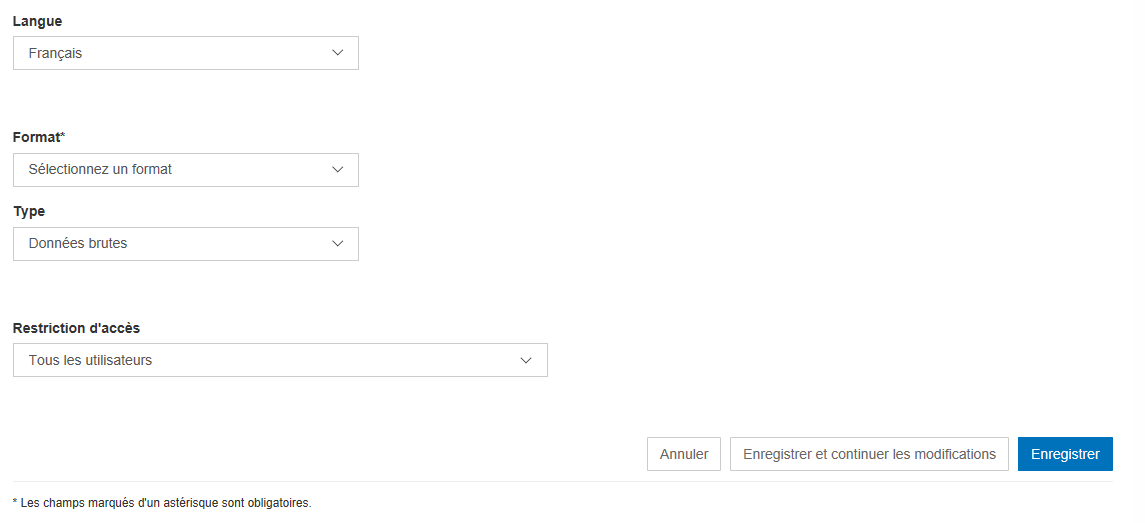 Langue
Français
Format*
Sélectionnez un format
Type
Données brutes
Restriction d'accès
Tous les utilisateurs
Annuler
Enregistrer et continuer les modifications
Enregistrer
* Les champs marqués d'un astérisque sont obligatoires.